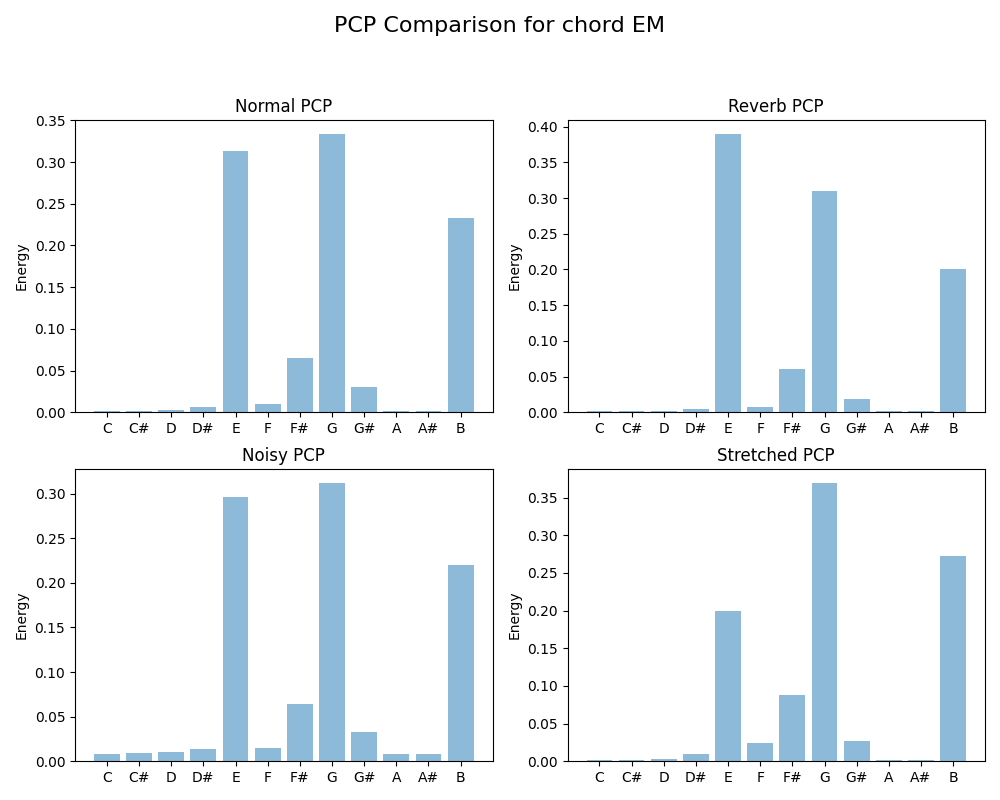 PCP Comparison for chord EM
Normal PCP
Energy
0.35
0.30
0.25
0.20
0.15
0.10
0.05
0.00
C C# D D# E F F# G G# A A# B
Reverb PCP
Energy
0.40
0.35
0.30
0.25
0.20
0.15
0.10
0.05
0.00
C C# D D# E F F# G G# A A# B
Noisy PCP
Energy
0.30
0.25
0.20
0.15
0.10
0.05
0.00
C C# D D# E F F# G G# A A# B
Stretched PCP
Energy
0.35
0.30
0.25
0.20
0.15
0.10
0.05
0.00
C C# D D# E F F# G G# A A# B